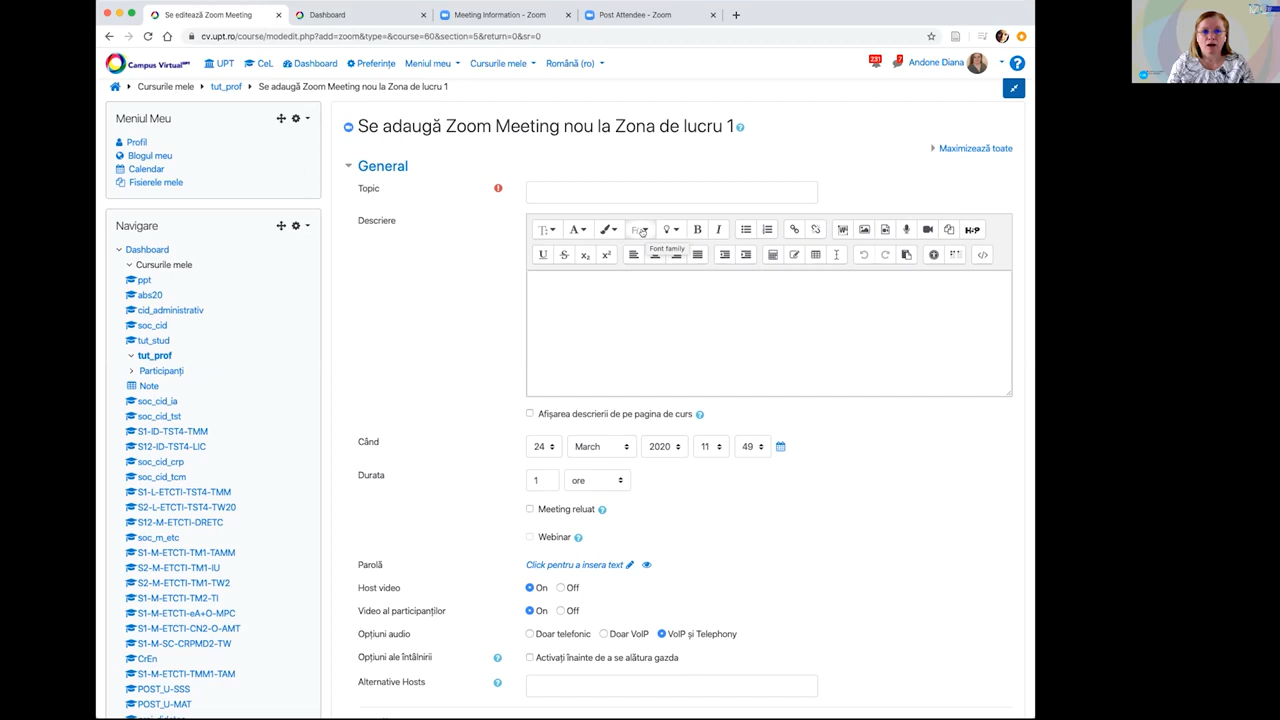 Se editează Zoom Meeting
Dashboard
Meeting Information - Zoom
Post Attendee - Zoom
cv.upt.ro/course/modedit.php?add=zoom&type=&course=60&section=5&return=0&sr=0
Campus Virtual UPT
UPT
CeL
Dashboard
Preferințe
Meniul meu
Cursurile mele
Română (ro)
231
7
Andone Diana
Cursurile mele
tut_prof
Se adaugă Zoom Meeting nou la Zona de lucru 1
Meniul Meu
Profil
Blogul meu
Calendar
Fisierele mele
Navigare
Dashboard
Cursurile mele
ppt
abs20
cid_administrativ
soc_cid
tut_stud
tut_prof
Participanți
Note
soc_cid_ia
soc_cid_tst
S1-ID-TST4-TMM
S12-ID-TST4-LIC
soc_cid_crp
soc_cid_tcm
S1-L-ETCTI-TST4-TMM
S2-L-ETCTI-TST4-TW20
S12-M-ETCTI-DRETC
soc_m_etc
S1-M-ETCTI-TM1-TAMM
S2-M-ETCTI-TM1-IU
S2-M-ETCTI-TM1-TW2
S1-M-ETCTI-TM2-TI
S1-M-ETCTI-eA+O-MPC
S1-M-ETCTI-CN2-O-AMT
S1-M-SC-CRPMD2-TW
CrEn
S1-M-ETCTI-TMM1-TAM
POST_U-SSS
POST_U-MAT
Se adaugă Zoom Meeting nou la Zona de lucru 1
Maximizează toate
General
Topic
Descriere
Font family
H-P
Afișarea descrierii de pe pagina de curs
Când
24 March 2020 11 49
Durata
1 ore
Meeting reluat
Webinar
Parolă
Click pentru a insera text
Host video
On Off
Video al participanților
On Off
Opțiuni audio
Doar telefonic Doar VoIP VoIP și Telephony
Opțiuni ale întâlnirii
Activați înainte de a se alătura gazda
Alternative Hosts